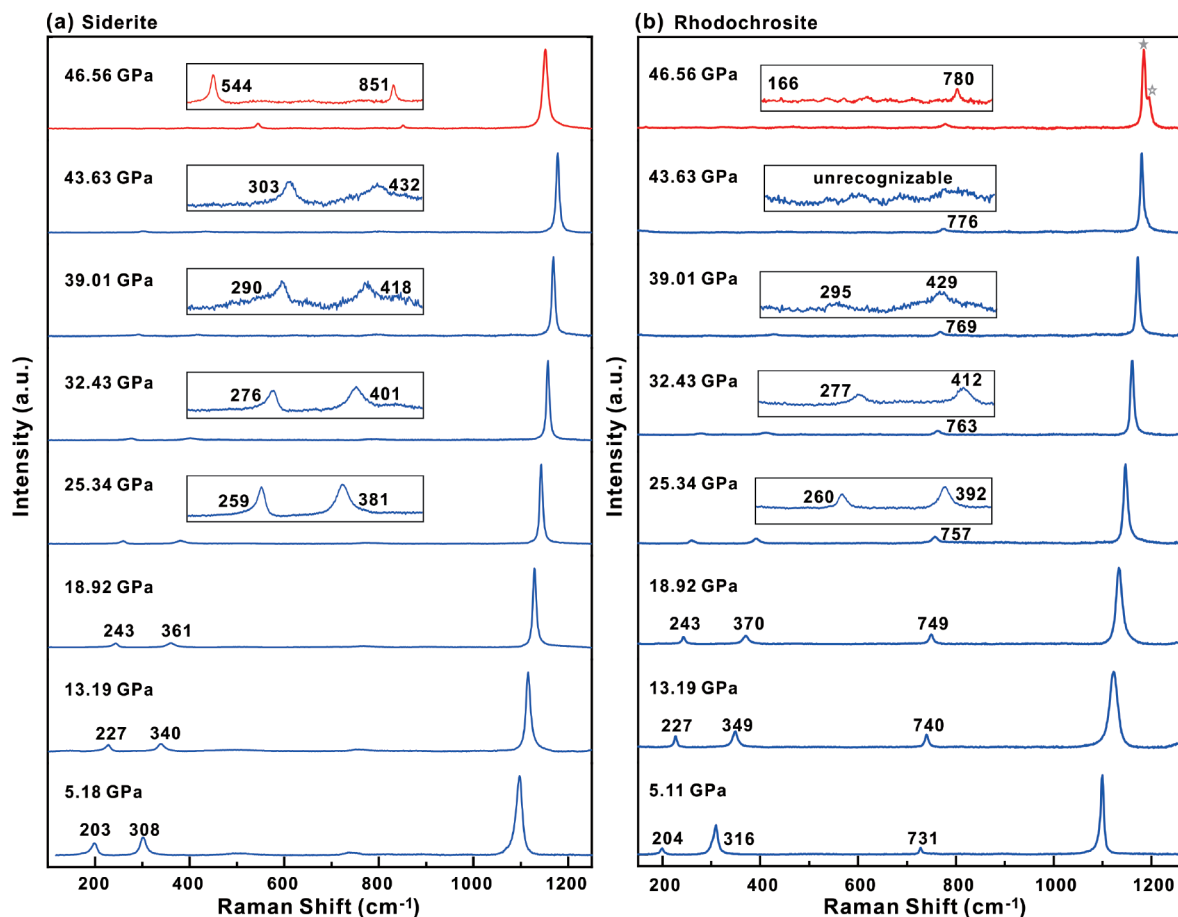 (a) Siderite
46.56 GPa
544
851
43.63 GPa
303
432
39.01 GPa
290
418
32.43 GPa
276
401
25.34 GPa
259
381
18.92 GPa
243
361
13.19 GPa
227
340
5.18 GPa
203
308
200
400
600
800
1000
1200
Raman Shift (cm⁻¹)
Intensity (a.u.)
(b) Rhodochrosite
46.56 GPa
166
780
43.63 GPa
unrecognizable
776
39.01 GPa
295
429
769
32.43 GPa
277
412
763
25.34 GPa
260
392
757
18.92 GPa
243
370
749
13.19 GPa
227
349
740
5.11 GPa
204
316
731
200
400
600
800
1000
1200
Raman Shift (cm⁻¹)
Intensity (a.u.)